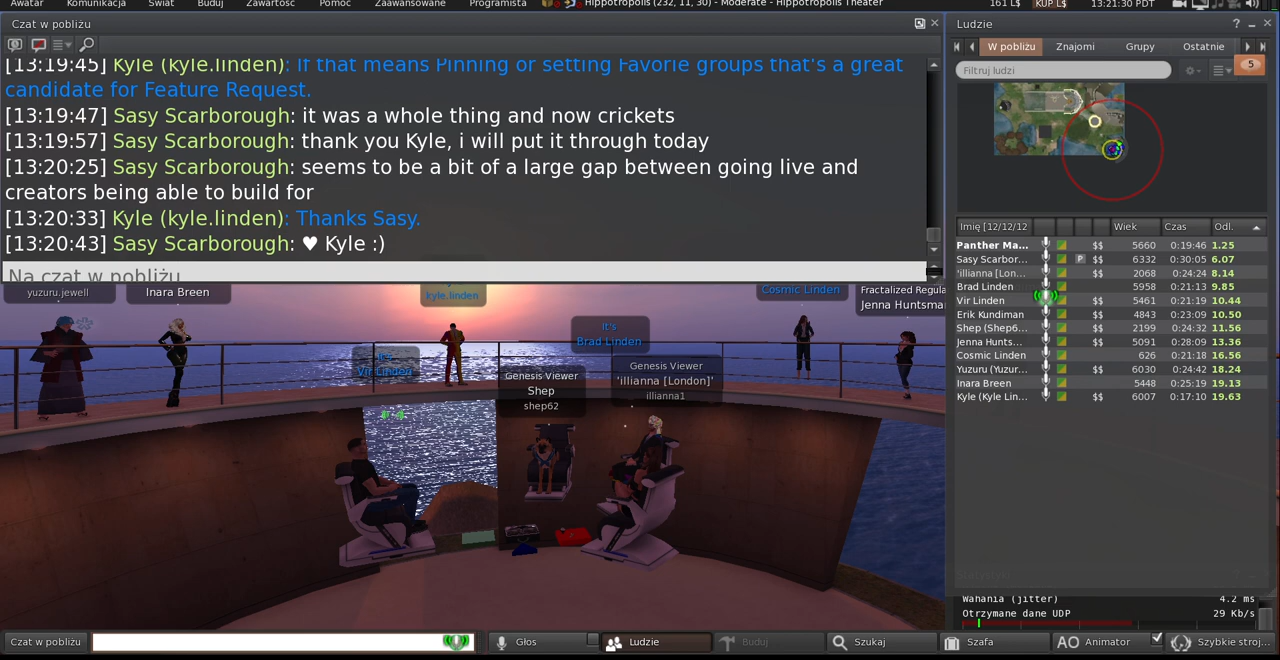 Awatar Komunikacja Świat Buduj Zawartość Pomoc Zaawansowane Programista Hippotropolis (232, 11, 30) - Moderate - Hippotropolis Theater 161 L$ KUP L$ 13:21:30 PDT
Czat w pobliżu
[13:19:45] Kyle (kyle.linden): If that means Pinning or setting Favorie groups that's a great
candidate for Feature Request.
[13:19:47] Sasy Scarborough: it was a whole thing and now crickets
[13:19:57] Sasy Scarborough: thank you Kyle, i will put it through today
[13:20:25] Sasy Scarborough: seems to be a bit of a large gap between going live and
creators being able to build for
[13:20:33] Kyle (kyle.linden): Thanks Sasy.
[13:20:43] Sasy Scarborough: ♥ Kyle :)
Na czat w pobliżu
yuzuru.jewell
Inara Breen
kyle.linden
Cosmic Linden
Fractalized Regula
Jenna Huntsma
It's
Brad Linden
It's
Vir Linden
Genesis Viewer
Shep
shep62
Genesis Viewer
'illianna [London]'
illianna1
Ludzie
W pobliżu Znajomi Grupy Ostatnie
Filtruj ludzi
5
Imię [12/12/12 Wiek Czas Odl.
Panther Ma... 5660 0:19:46 1.25
Sasy Scarbor... P $$ 6332 0:30:05 6.07
'illianna [Lon... $$ 2068 0:24:24 8.14
Brad Linden 5958 0:21:13 9.85
Vir Linden $$ 5461 0:21:19 10.44
Erik Kundiman $$ 4843 0:23:09 10.50
Shep (Shep6... $$ 2199 0:24:32 11.56
Jenna Hunts... $$ 5091 0:28:09 13.36
Cosmic Linden 626 0:21:18 16.56
Yuzuru (Yuzur... $$ 6030 0:24:42 18.24
Inara Breen 5448 0:25:19 19.13
Kyle (Kyle Lin... $$ 6007 0:17:10 19.63
Statystyki
Wahania (jitter) 4.2 ms
Otrzymane dane UDP 29 Kb/s
Czat w pobliżu Głos Ludzie Buduj Szukaj Szafa AO Animator Szybkie stroj...